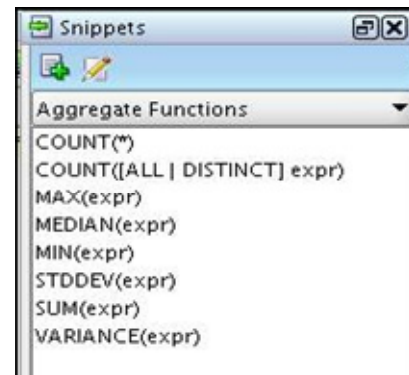 Snippets
Aggregate Functions
COUNT(*)
COUNT([ALL | DISTINCT] expr)
MAX(expr)
MEDIAN(expr)
MIN(expr)
STDDEV(expr)
SUM(expr)
VARIANCE(expr)